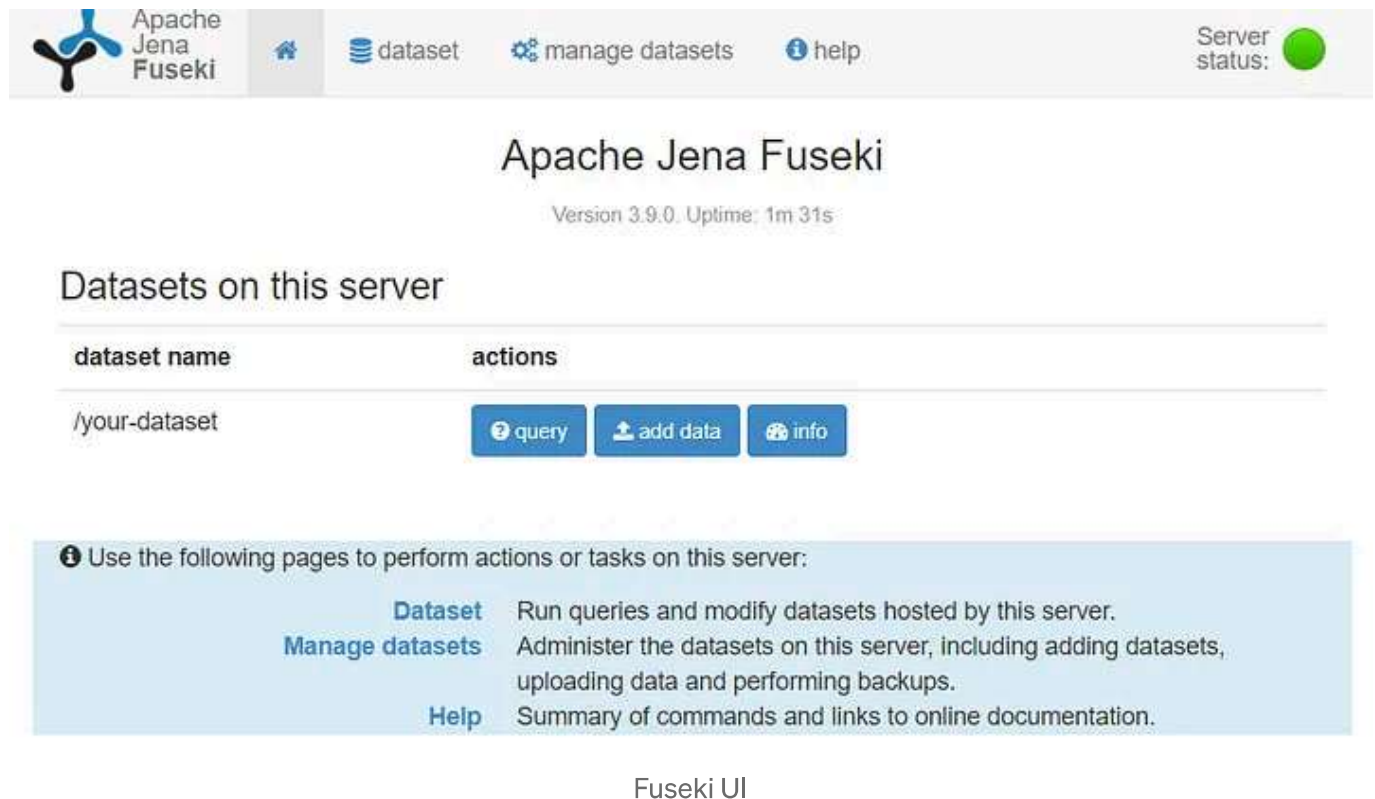 Apache
Jena
Fuseki
dataset
manage datasets
help
Server
status:
Apache Jena Fuseki
Version 3.9.0. Uptime: 1m 31s
Datasets on this server
dataset name actions
/your-dataset query add data info
Use the following pages to perform actions or tasks on this server:
Dataset Run queries and modify datasets hosted by this server.
Manage datasets Administer the datasets on this server, including adding datasets,
uploading data and performing backups.
Help Summary of commands and links to online documentation.
Fuseki UI